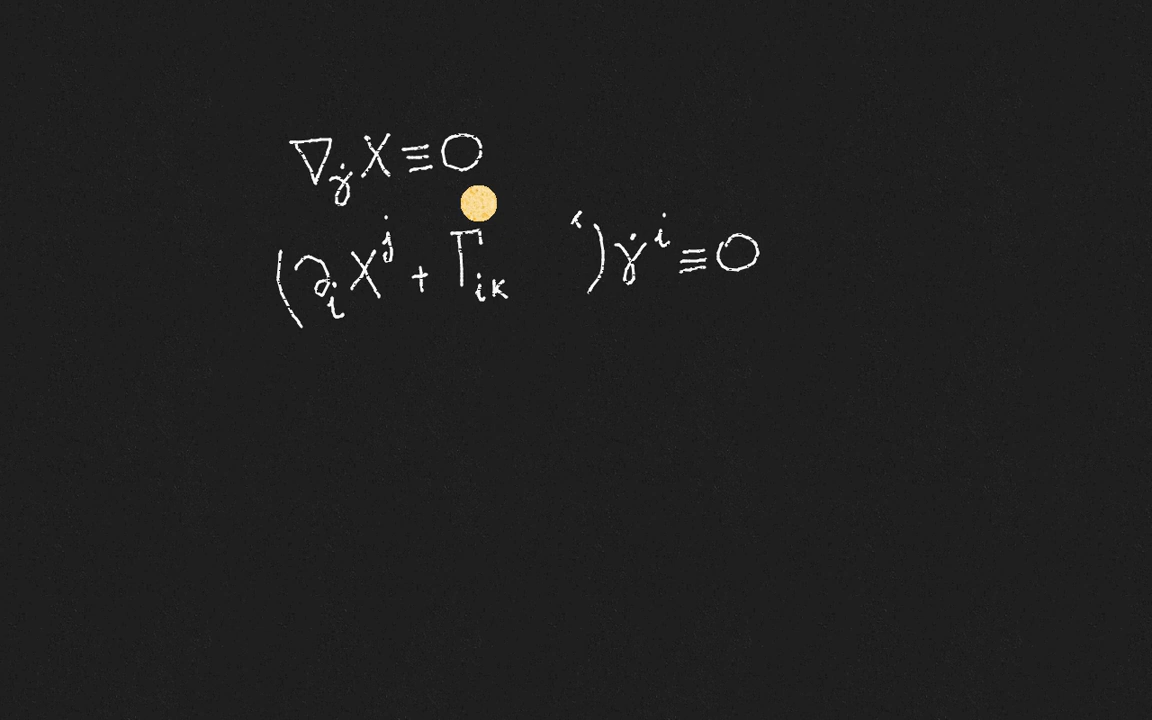 ∇_γ̇ X ≡ 0
(∂_i X^j + Γ_ik ) γ̇^i ≡ 0